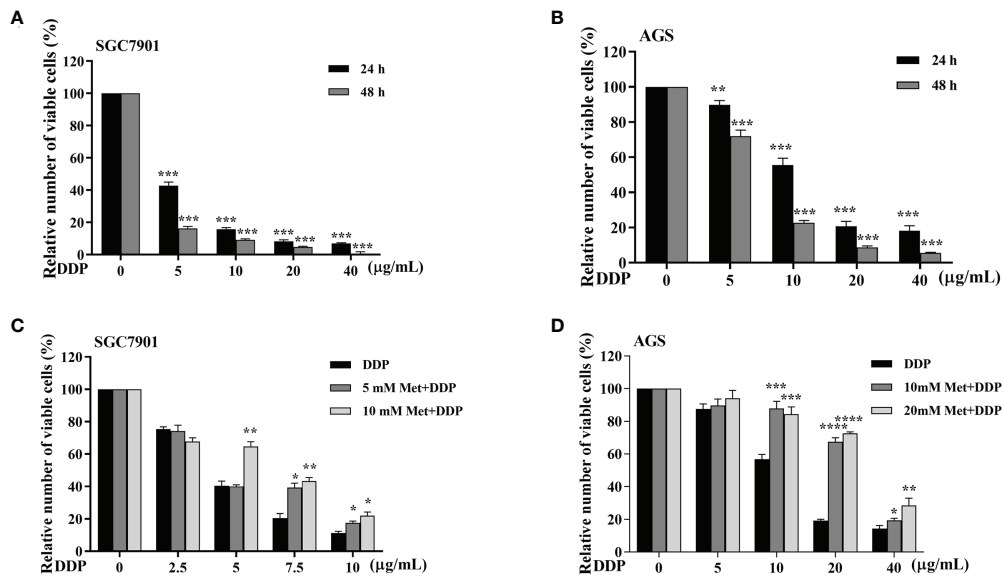 A
SGC7901
Relative number of viable cells (%)
120
100
80
60
40
20
0
24 h
48 h
***
***
***
***
***
***
***
***
DDP 0 5 10 20 40 (μg/mL)
B
AGS
Relative number of viable cells (%)
120
100
80
60
40
20
0
24 h
48 h
**
***
***
***
***
***
***
***
DDP 0 5 10 20 40 (μg/mL)
C
SGC7901
Relative number of viable cells (%)
120
100
80
60
40
20
0
DDP
5 mM Met+DDP
10 mM Met+DDP
**
*
**
*
*
DDP 0 2.5 5 7.5 10 (μg/mL)
D
AGS
Relative number of viable cells (%)
120
100
80
60
40
20
0
DDP
10mM Met+DDP
20mM Met+DDP
***
***
****
****
*
**
DDP 0 5 10 20 40 (μg/mL)